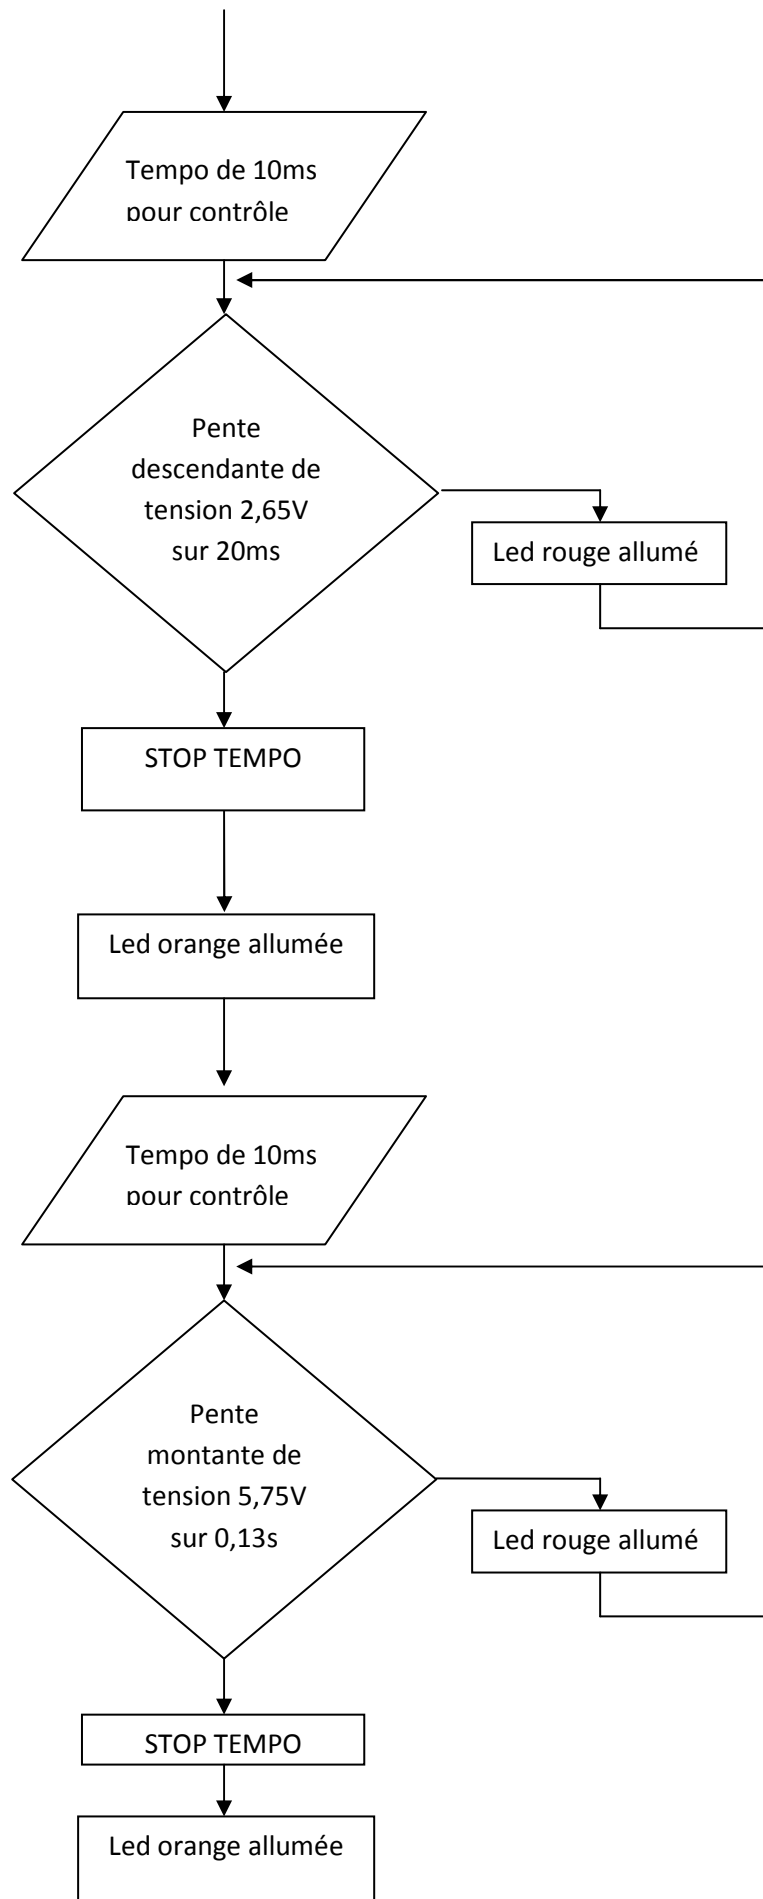 Tempo de 10ms
pour contrôle
Pente
descendante de
tension 2,65V
sur 20ms
Led rouge allumé
STOP TEMPO
Led orange allumée
Tempo de 10ms
pour contrôle
Pente
montante de
tension 5,75V
sur 0,13s
Led rouge allumé
STOP TEMPO
Led orange allumée